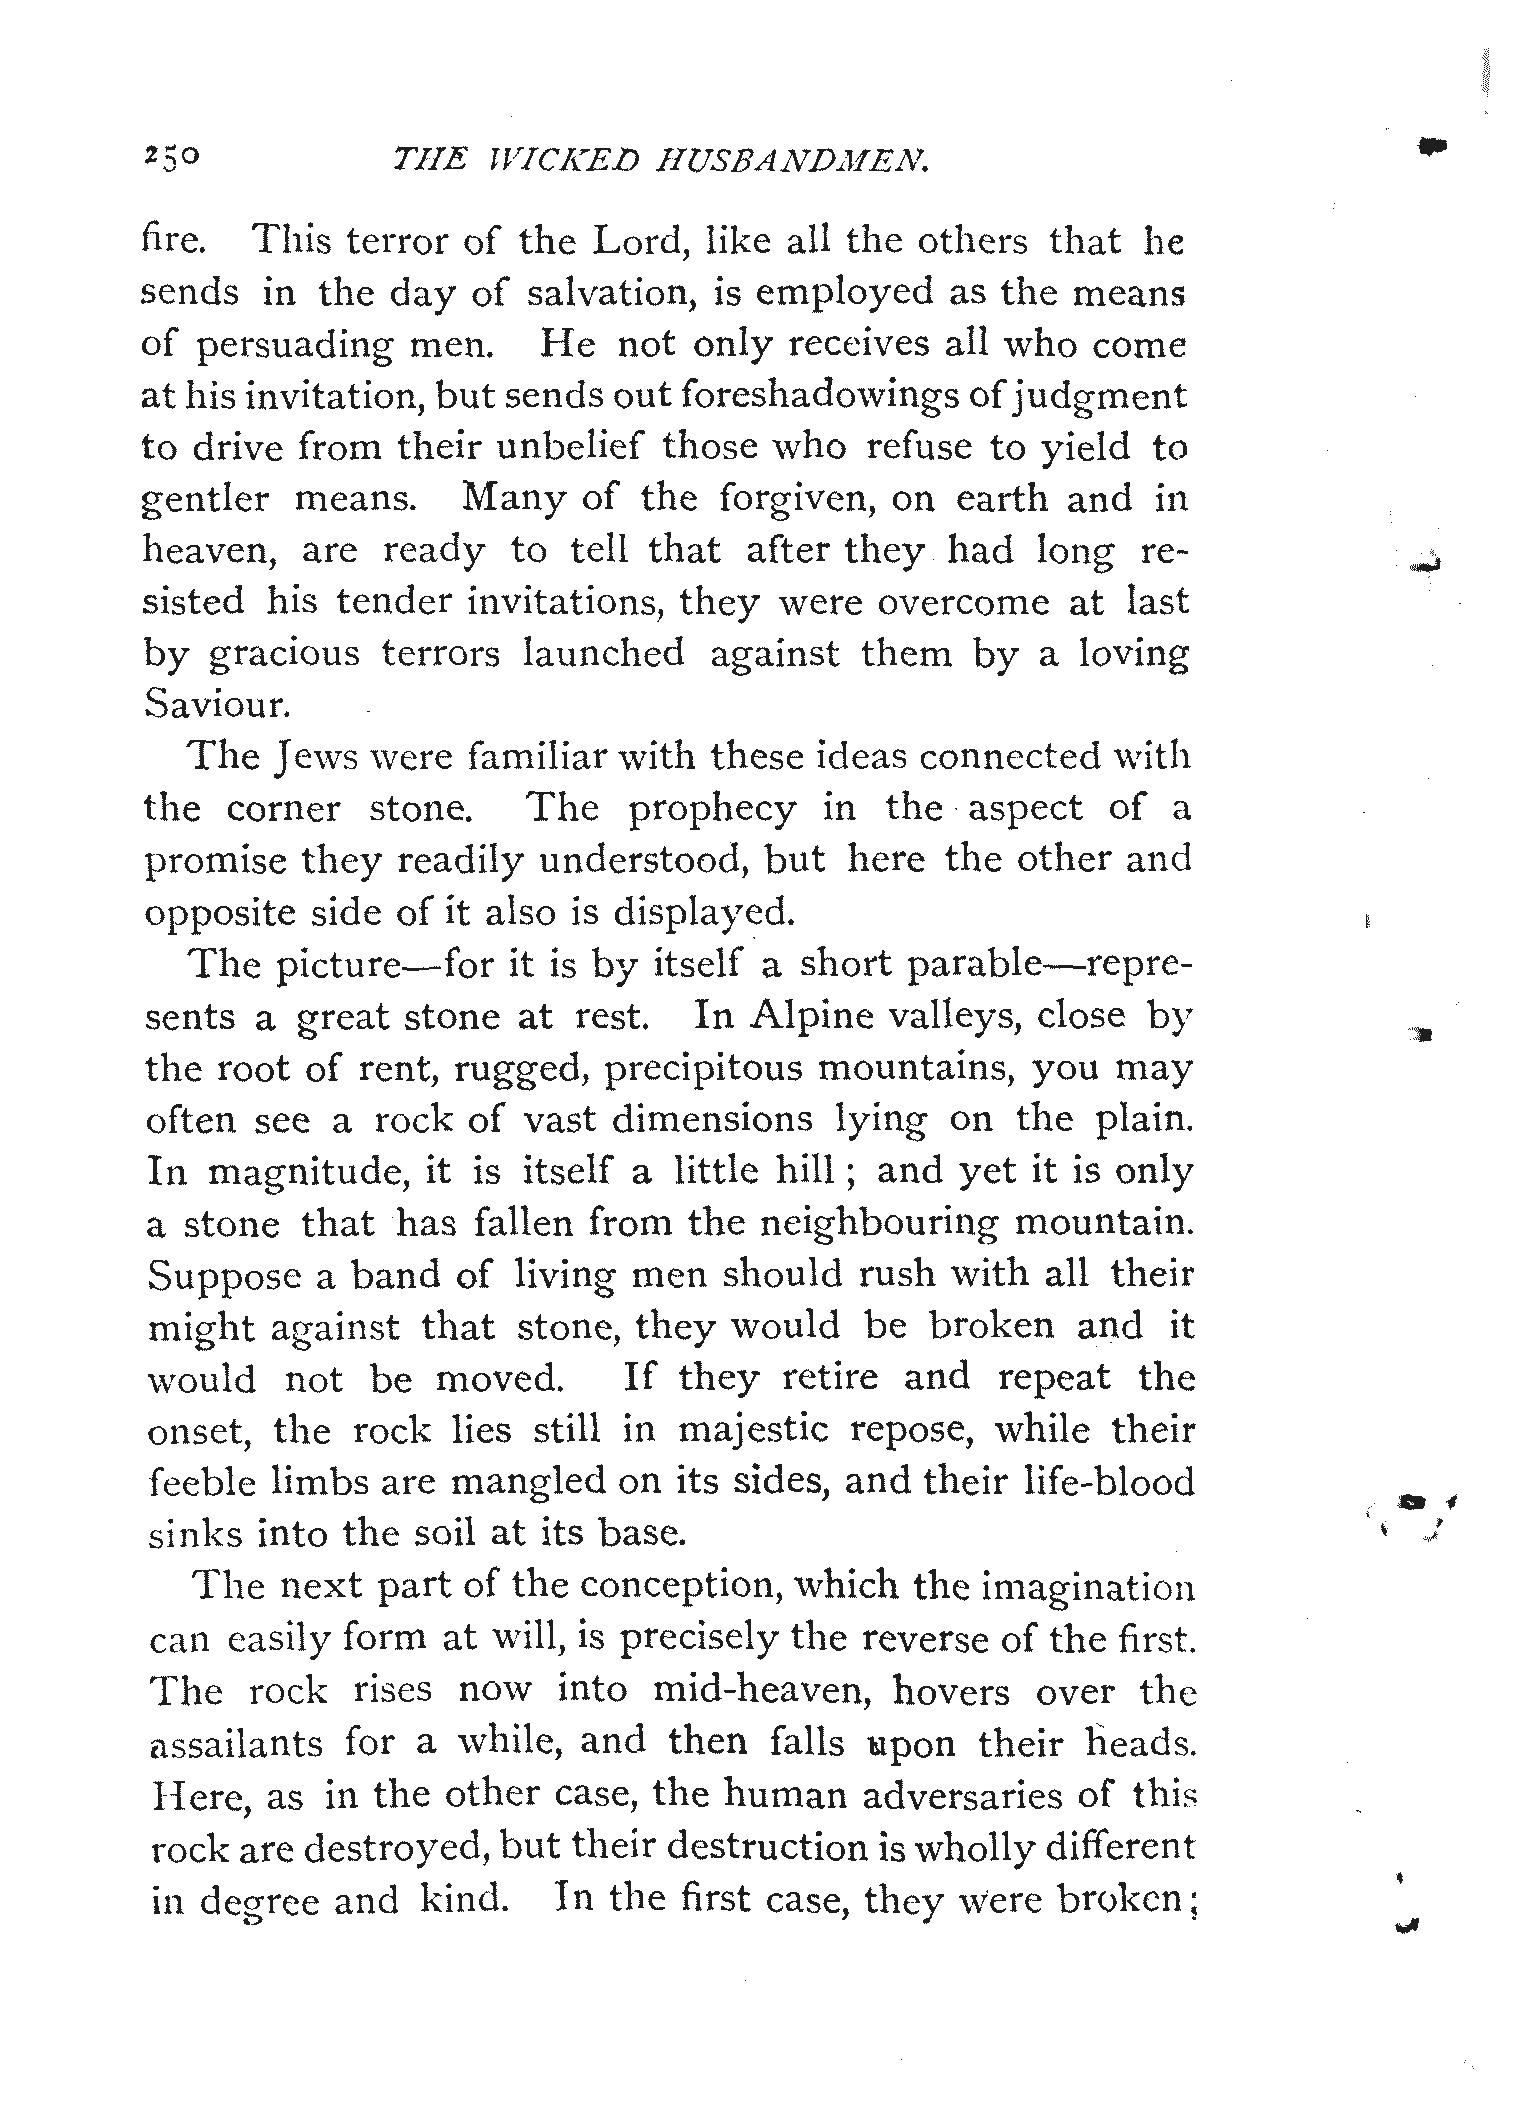 250 THE WICKED HUSBANDMEN.
fire. This terror of the Lord, like all the others that he
sends in the day of salvation, is employed as the means
of persuading men. He not only receives all who come
at his invitation, but sends out foreshadowings of judgment
to drive from their unbelief those who refuse to yield to
gentler means. Many of the forgiven, on earth and in
heaven, are ready to tell that after they had long re-
sisted his tender invitations, they were overcome at last
by gracious terrors launched against them by a loving
Saviour.
The Jews were familiar with these ideas connected with
the corner stone. The prophecy in the aspect of a
promise they readily understood, but here the other and
opposite side of it also is displayed.
The picture—for it is by itself a short parable—repre-
sents a great stone at rest. In Alpine valleys, close by
the root of rent, rugged, precipitous mountains, you may
often see a rock of vast dimensions lying on the plain.
In magnitude, it is itself a little hill ; and yet it is only
a stone that has fallen from the neighbouring mountain.
Suppose a band of living men should rush with all their
might against that stone, they would be broken and it
would not be moved. If they retire and repeat the
onset, the rock lies still in majestic repose, while their
feeble limbs are mangled on its sides, and their life-blood
sinks into the soil at its base.
The next part of the conception, which the imagination
can easily form at will, is precisely the reverse of the first.
The rock rises now into mid-heaven, hovers over the
assailants for a while, and then falls upon their heads.
Here, as in the other case, the human adversaries of this
rock are destroyed, but their destruction is wholly different
in degree and kind. In the first case, they were broken ;